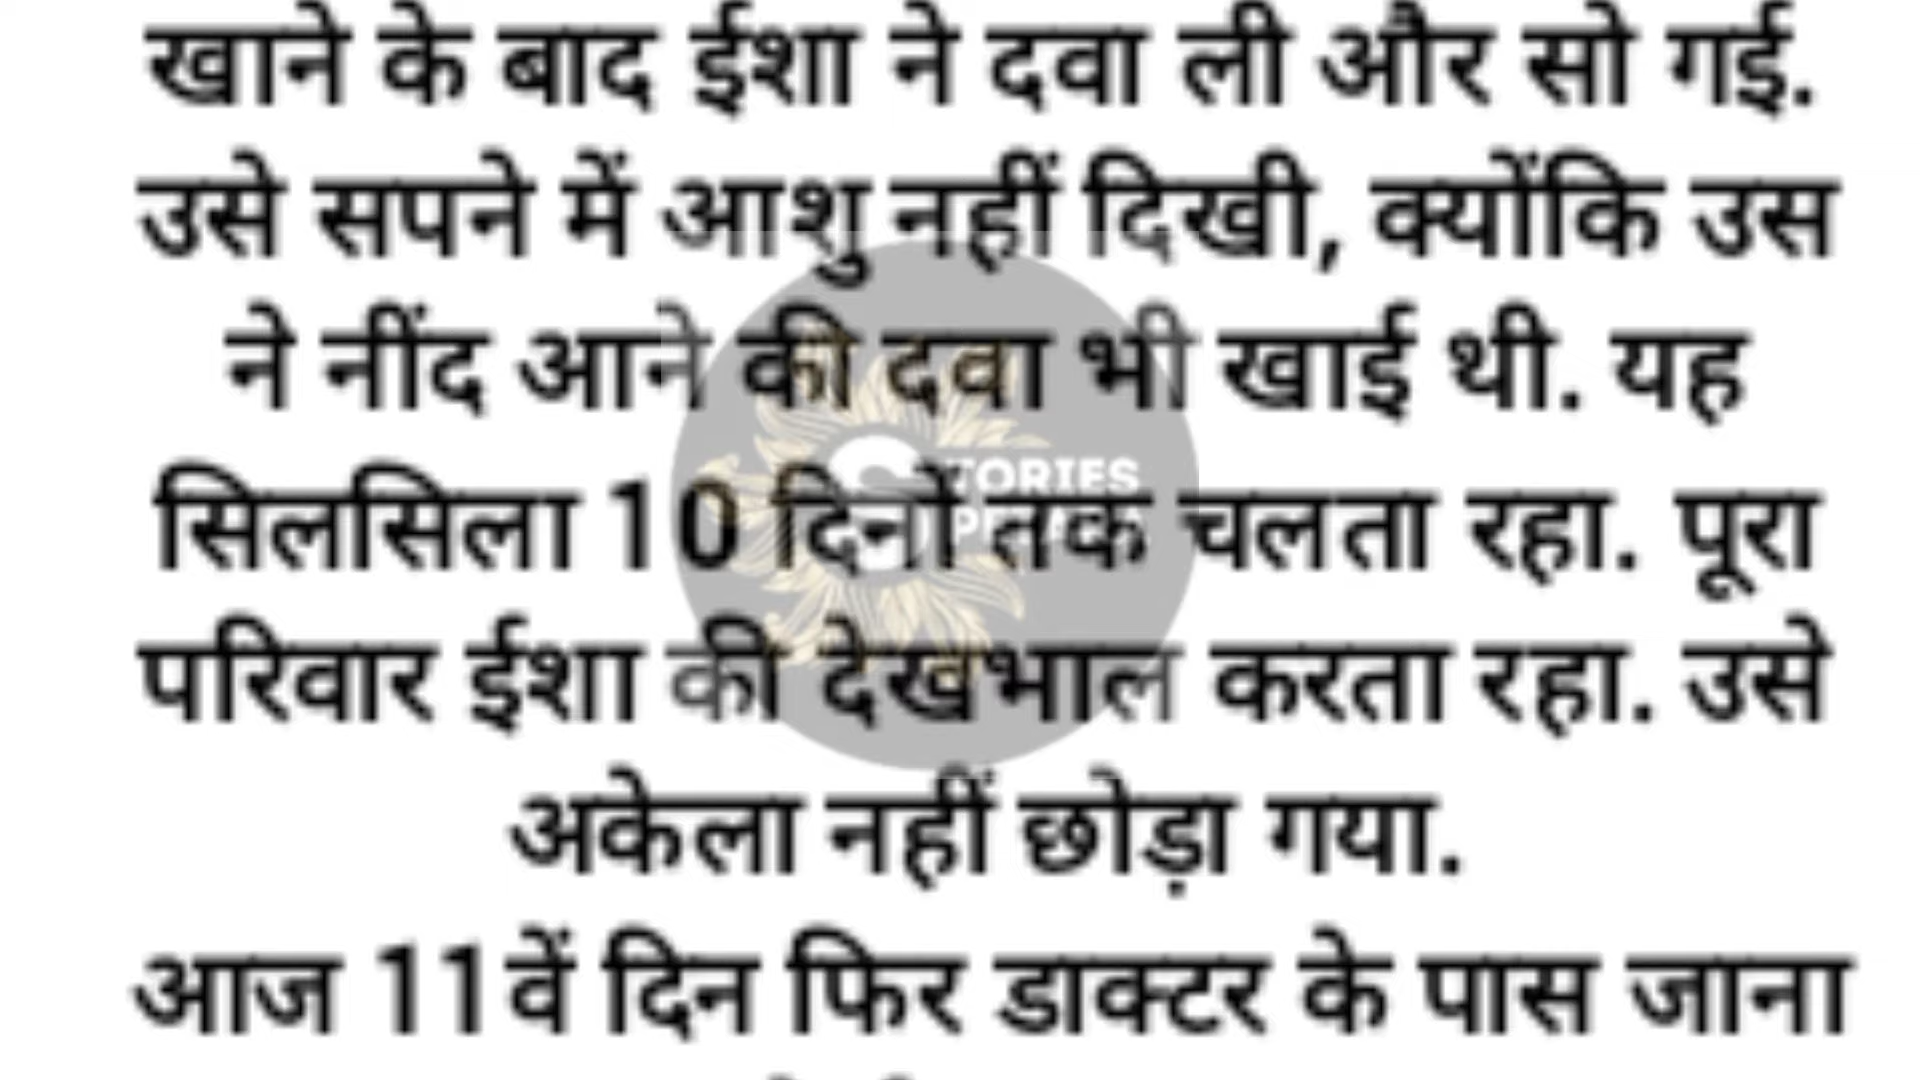 खाने के बाद ईशा ने दवा ली और सो गई.
उसे सपने में आशु नहीं दिखी, क्योंकि उस
ने नींद आने की दवा भी खाई थी. यह
सिलसिला 10 दिनों तक चलता रहा. पूरा
परिवार ईशा की देखभाल करता रहा. उसे
अकेला नहीं छोड़ा गया.
आज 11वें दिन फिर डाक्टर के पास जाना
STORIES